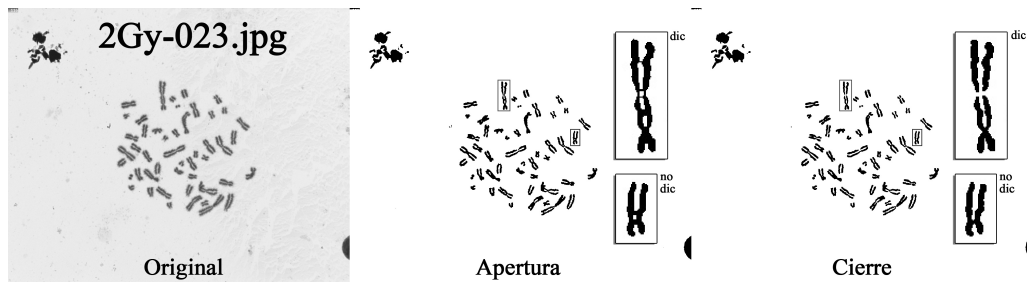 2Gy-023.jpg
Original
dic
no
dic
Apertura
dic
no
dic
Cierre